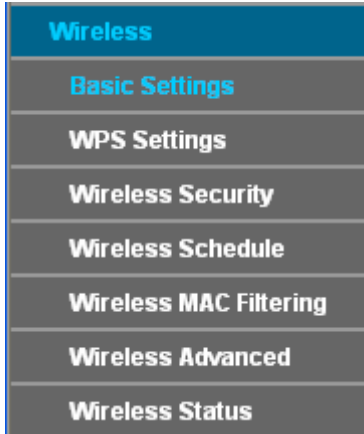 Wireless
Basic Settings
WPS Settings
Wireless Security
Wireless Schedule
Wireless MAC Filtering
Wireless Advanced
Wireless Status